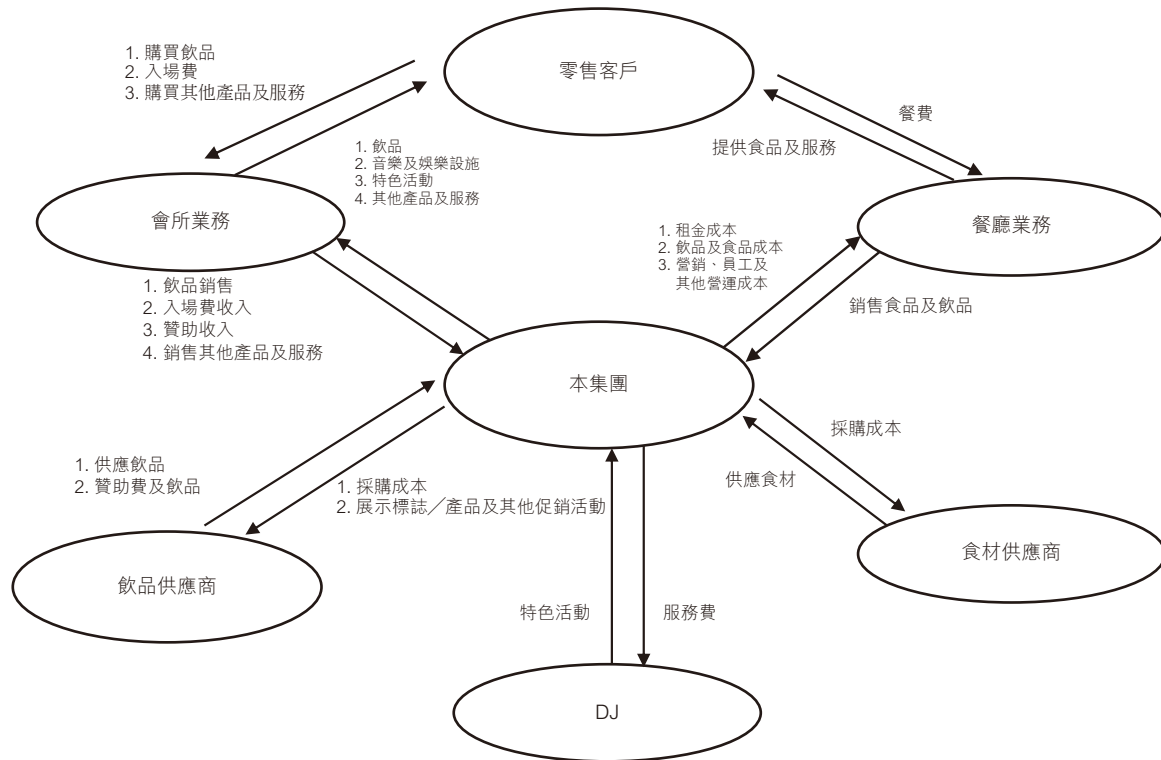 零售客戶
1. 購買飲品
2. 入場費
3. 購買其他產品及服務
餐費
提供食品及服務
1. 飲品
2. 音樂及娛樂設施
3. 特色活動
4. 其他產品及服務
會所業務
餐廳業務
1. 租金成本
2. 飲品及食品成本
3. 營銷、員工及
其他營運成本
1. 飲品銷售
2. 入場費收入
3. 贊助收入
4. 銷售其他產品及服務
銷售食品及飲品
本集團
採購成本
1. 供應飲品
2. 贊助費及飲品
供應食材
1. 採購成本
2. 展示標誌╱產品及其他促銷活動
食材供應商
飲品供應商
特色活動
服務費
DJ